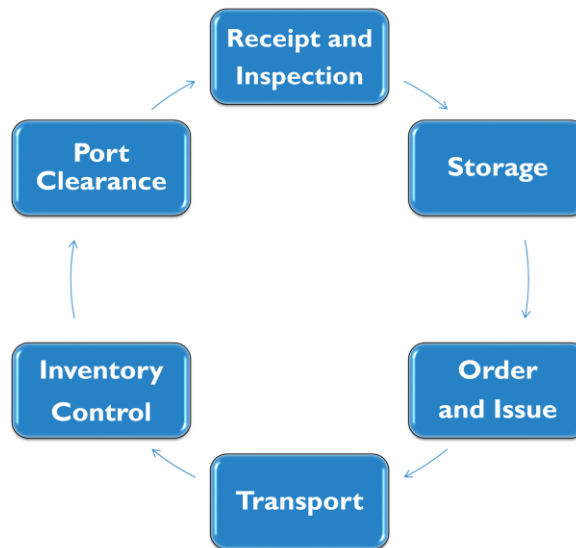 Receipt and
Inspection
Storage
Order
and Issue
Transport
Inventory
Control
Port
Clearance